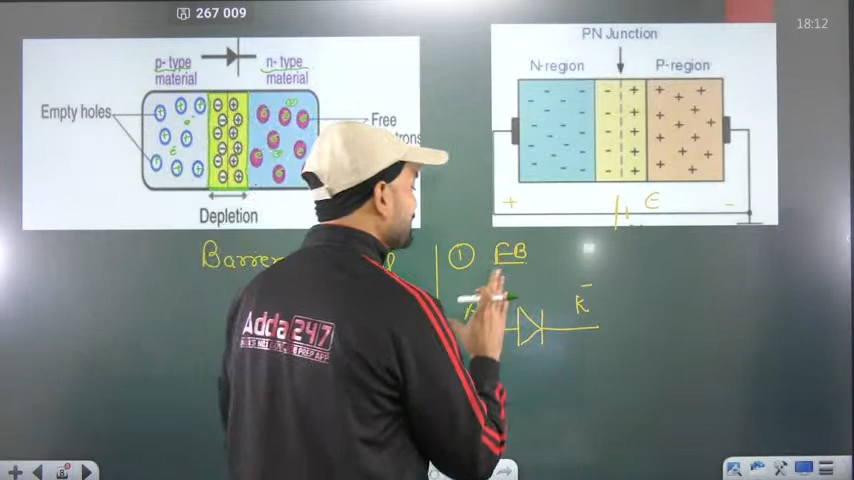 267 009
18:12
p- type
material
n- type
material
Empty holes
Free
Depletion
PN Junction
N-region
P-region
+ E -
① FB
K
Adda 247